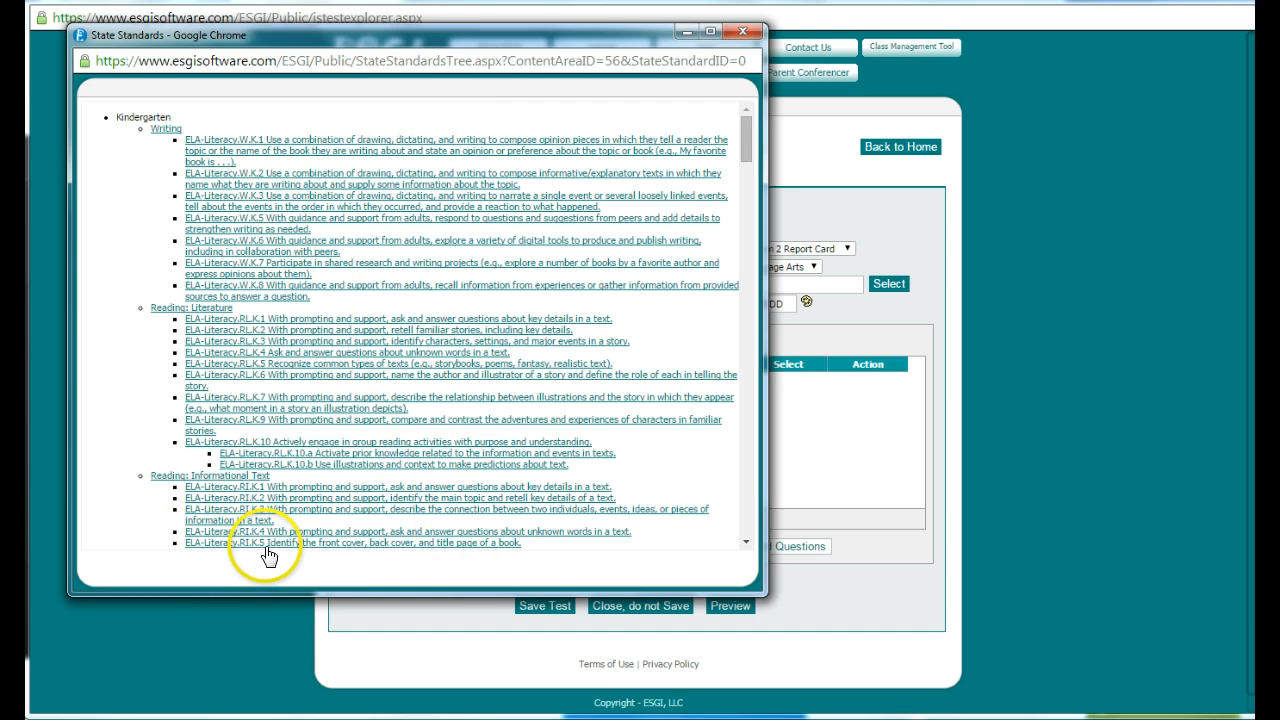 https://www.esgisoftware.com/ESGI/Public/istestexplorer.aspx
State Standards - Google Chrome
https://www.esgisoftware.com/ESGI/Public/StateStandardsTree.aspx?ContentAreaID=56&StateStandardID=0
Contact Us
Class Management Tool
Parent Conferencer
Back to Home
Kindergarten
Writing
ELA-Literacy.W.K.1 Use a combination of drawing, dictating, and writing to compose opinion pieces in which they tell a reader the
topic or the name of the book they are writing about and state an opinion or preference about the topic or book (e.g., My favorite
book is . . .).
ELA-Literacy.W.K.2 Use a combination of drawing, dictating, and writing to compose informative/explanatory texts in which they
name what they are writing about and supply some information about the topic.
ELA-Literacy.W.K.3 Use a combination of drawing, dictating, and writing to narrate a single event or several loosely linked events,
tell about the events in the order in which they occurred, and provide a reaction to what happened.
ELA-Literacy.W.K.5 With guidance and support from adults, respond to questions and suggestions from peers and add details to
strengthen writing as needed.
ELA-Literacy.W.K.6 With guidance and support from adults, explore a variety of digital tools to produce and publish writing,
including in collaboration with peers.
ELA-Literacy.W.K.7 Participate in shared research and writing projects (e.g., explore a number of books by a favorite author and
express opinions about them).
ELA-Literacy.W.K.8 With guidance and support from adults, recall information from experiences or gather information from provided
sources to answer a question.
Reading: Literature
ELA-Literacy.RL.K.1 With prompting and support, ask and answer questions about key details in a text.
ELA-Literacy.RL.K.2 With prompting and support, retell familiar stories, including key details.
ELA-Literacy.RL.K.3 With prompting and support, identify characters, settings, and major events in a story.
ELA-Literacy.RL.K.4 Ask and answer questions about unknown words in a text.
ELA-Literacy.RL.K.5 Recognize common types of texts (e.g., storybooks, poems, fantasy, realistic text).
ELA-Literacy.RL.K.6 With prompting and support, name the author and illustrator of a story and define the role of each in telling the
story.
ELA-Literacy.RL.K.7 With prompting and support, describe the relationship between illustrations and the story in which they appear
(e.g., what moment in a story an illustration depicts).
ELA-Literacy.RL.K.9 With prompting and support, compare and contrast the adventures and experiences of characters in familiar
stories.
ELA-Literacy.RL.K.10 Actively engage in group reading activities with purpose and understanding.
ELA-Literacy.RL.K.10.a Activate prior knowledge related to the information and events in texts.
ELA-Literacy.RL.K.10.b Use illustrations and context to make predictions about text.
Reading: Informational Text
ELA-Literacy.RI.K.1 With prompting and support, ask and answer questions about key details in a text.
ELA-Literacy.RI.K.2 With prompting and support, identify the main topic and retell key details of a text.
ELA-Literacy.RI.K.3 With prompting and support, describe the connection between two individuals, events, ideas, or pieces of
information in a text.
ELA-Literacy.RI.K.4 With prompting and support, ask and answer questions about unknown words in a text.
ELA-Literacy.RI.K.5 Identify the front cover, back cover, and title page of a book.
m 2 Report Card
age Arts
Select
DD
Select Action
d Questions
Save Test Close, do not Save Preview
Terms of Use | Privacy Policy
Copyright - ESGI, LLC